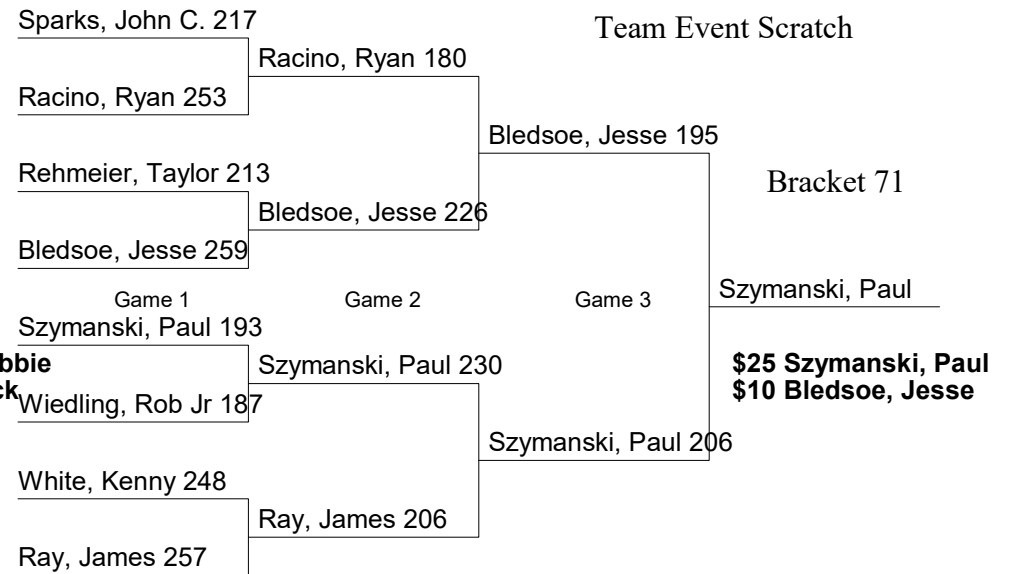 Sparks, John C. 217
Team Event Scratch
Racino, Ryan 180
Racino, Ryan 253
Bledsoe, Jesse 195
Rehmeier, Taylor 213
Bracket 71
Bledsoe, Jesse 226
Bledsoe, Jesse 259
Game 1 Game 2 Game 3
Szymanski, Paul
Szymanski, Paul 193
Szymanski, Paul 230
$25 Szymanski, Paul
$10 Bledsoe, Jesse
Wiedling, Rob Jr 187
Szymanski, Paul 206
White, Kenny 248
Ray, James 206
Ray, James 257